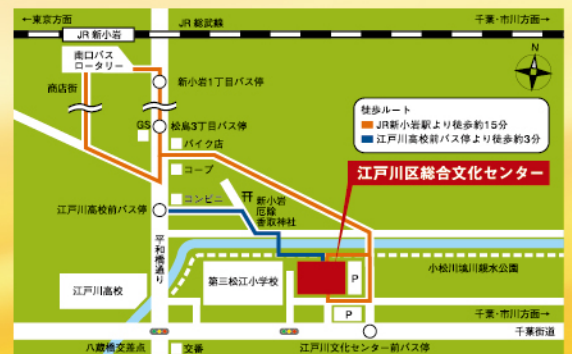 ←東京方面
JR 総武線
千葉・市川方面→
JR 新小岩
南口バス
ロータリー
N
新小岩1丁目バス停
商店街
徒歩ルート
JR新小岩駅より徒歩約15分
江戸川高校前バス停より徒歩約3分
GS
松島3丁目バス停
バイク店
コープ
江戸川区総合文化センター
コンビニ
新小岩
厄除
香取神社
江戸川高校前バス停
平和橋通り
小松川境川親水公園
第三松江小学校
P
江戸川高校
P
千葉・市川方面→
千葉街道
八蔵橋交差点
交番
江戸川文化センター前バス停